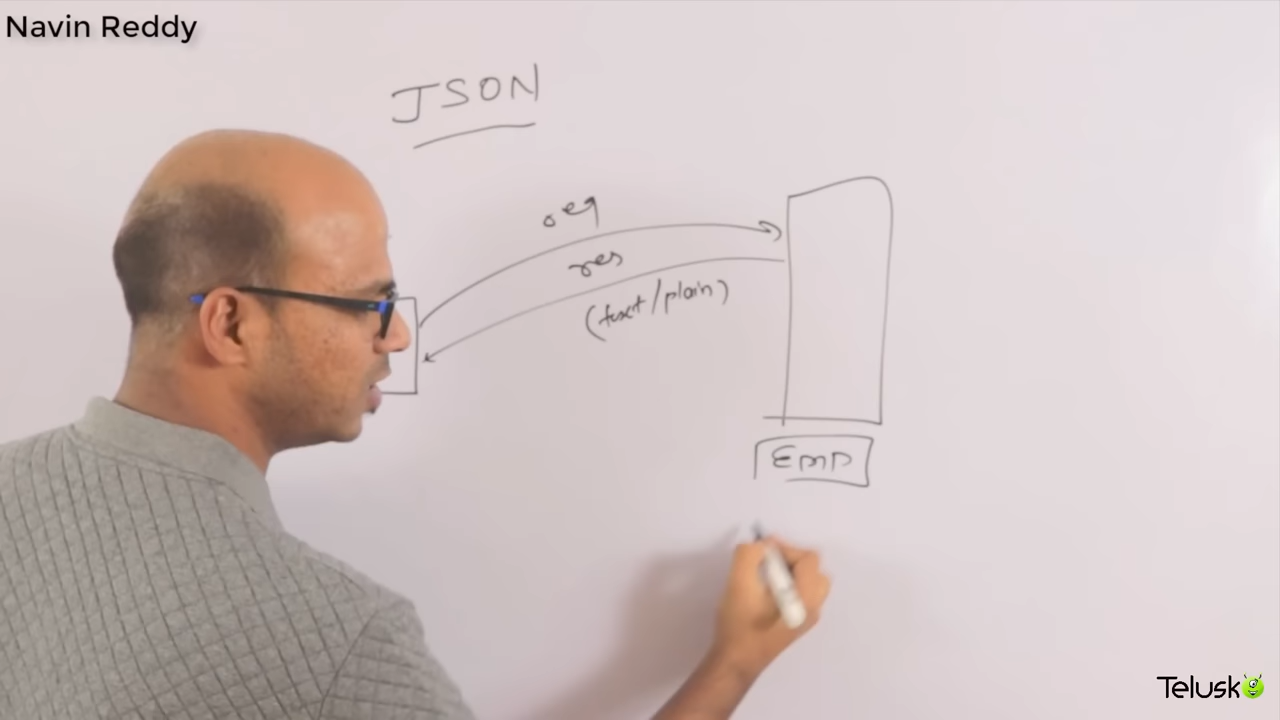 Navin Reddy
JSON
req
res
(text/plain)
EMP
Telusko